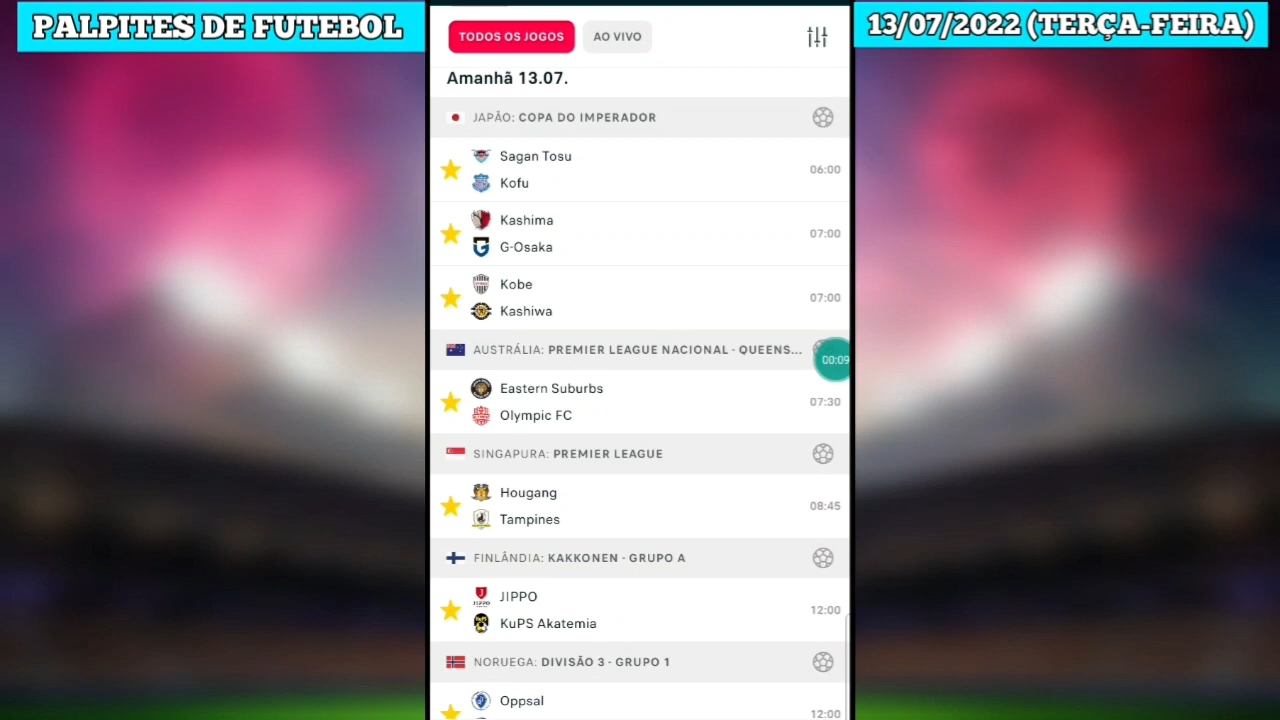 PALPITES DE FUTEBOL
TODOS OS JOGOS
AO VIVO
13/07/2022 (TERÇA-FEIRA)
Amanhã 13.07.
JAPÃO: COPA DO IMPERADOR
Sagan Tosu
Kofu
06:00
Kashima
G-Osaka
07:00
Kobe
Kashiwa
07:00
AUSTRÁLIA: PREMIER LEAGUE NACIONAL - QUEENS...
00:09
Eastern Suburbs
Olympic FC
07:30
SINGAPURA: PREMIER LEAGUE
Hougang
Tampines
08:45
FINLÂNDIA: KAKKONEN - GRUPO A
JIPPO
KuPS Akatemia
12:00
NORUEGA: DIVISÃO 3 - GRUPO 1
Oppsal
12:00